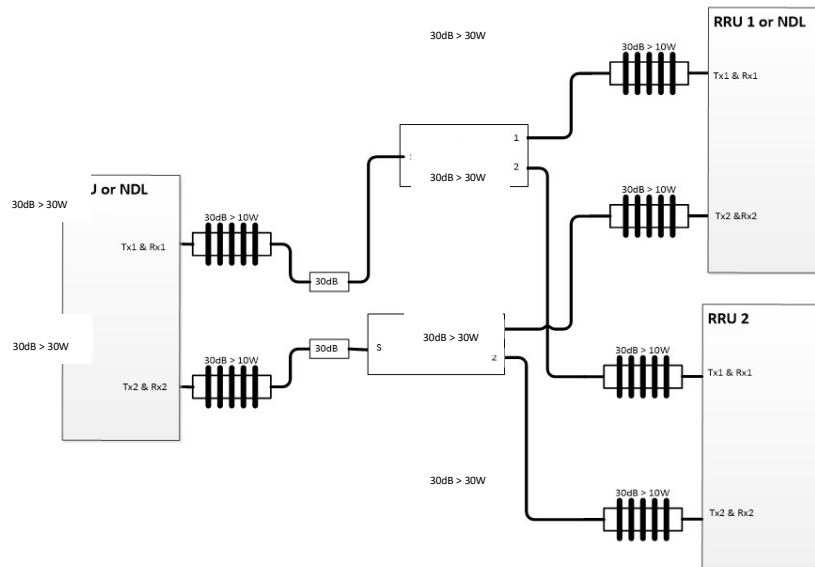 30dB > 30W
RRU 1 or NDL
30dB > 10W
Tx1 & Rx1
1
2
30dB > 30W
30dB > 30W
U or NDL
30dB > 10W
Tx2 &Rx2
30dB > 10W
Tx1 & Rx1
30dB
RRU 2
30dB > 30W
30dB
S
30dB > 30W
2
30dB > 10W
30dB > 10W
Tx1 & Rx1
Tx2 & Rx2
30dB > 30W
30dB > 10W
Tx2 & Rx2